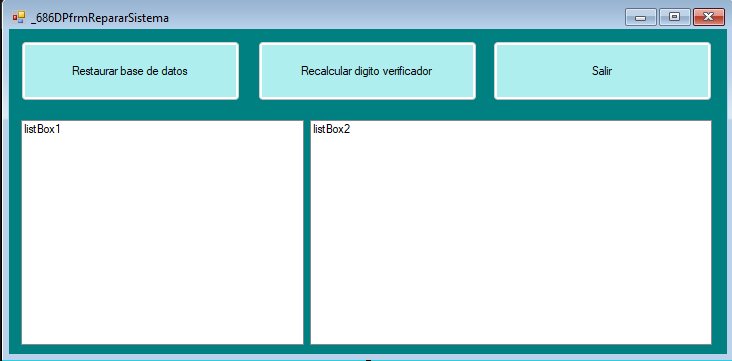 _686DPfrmRepararSistema
Restaurar base de datos
Recalcular digito verificador
Salir
listBox1
listBox2